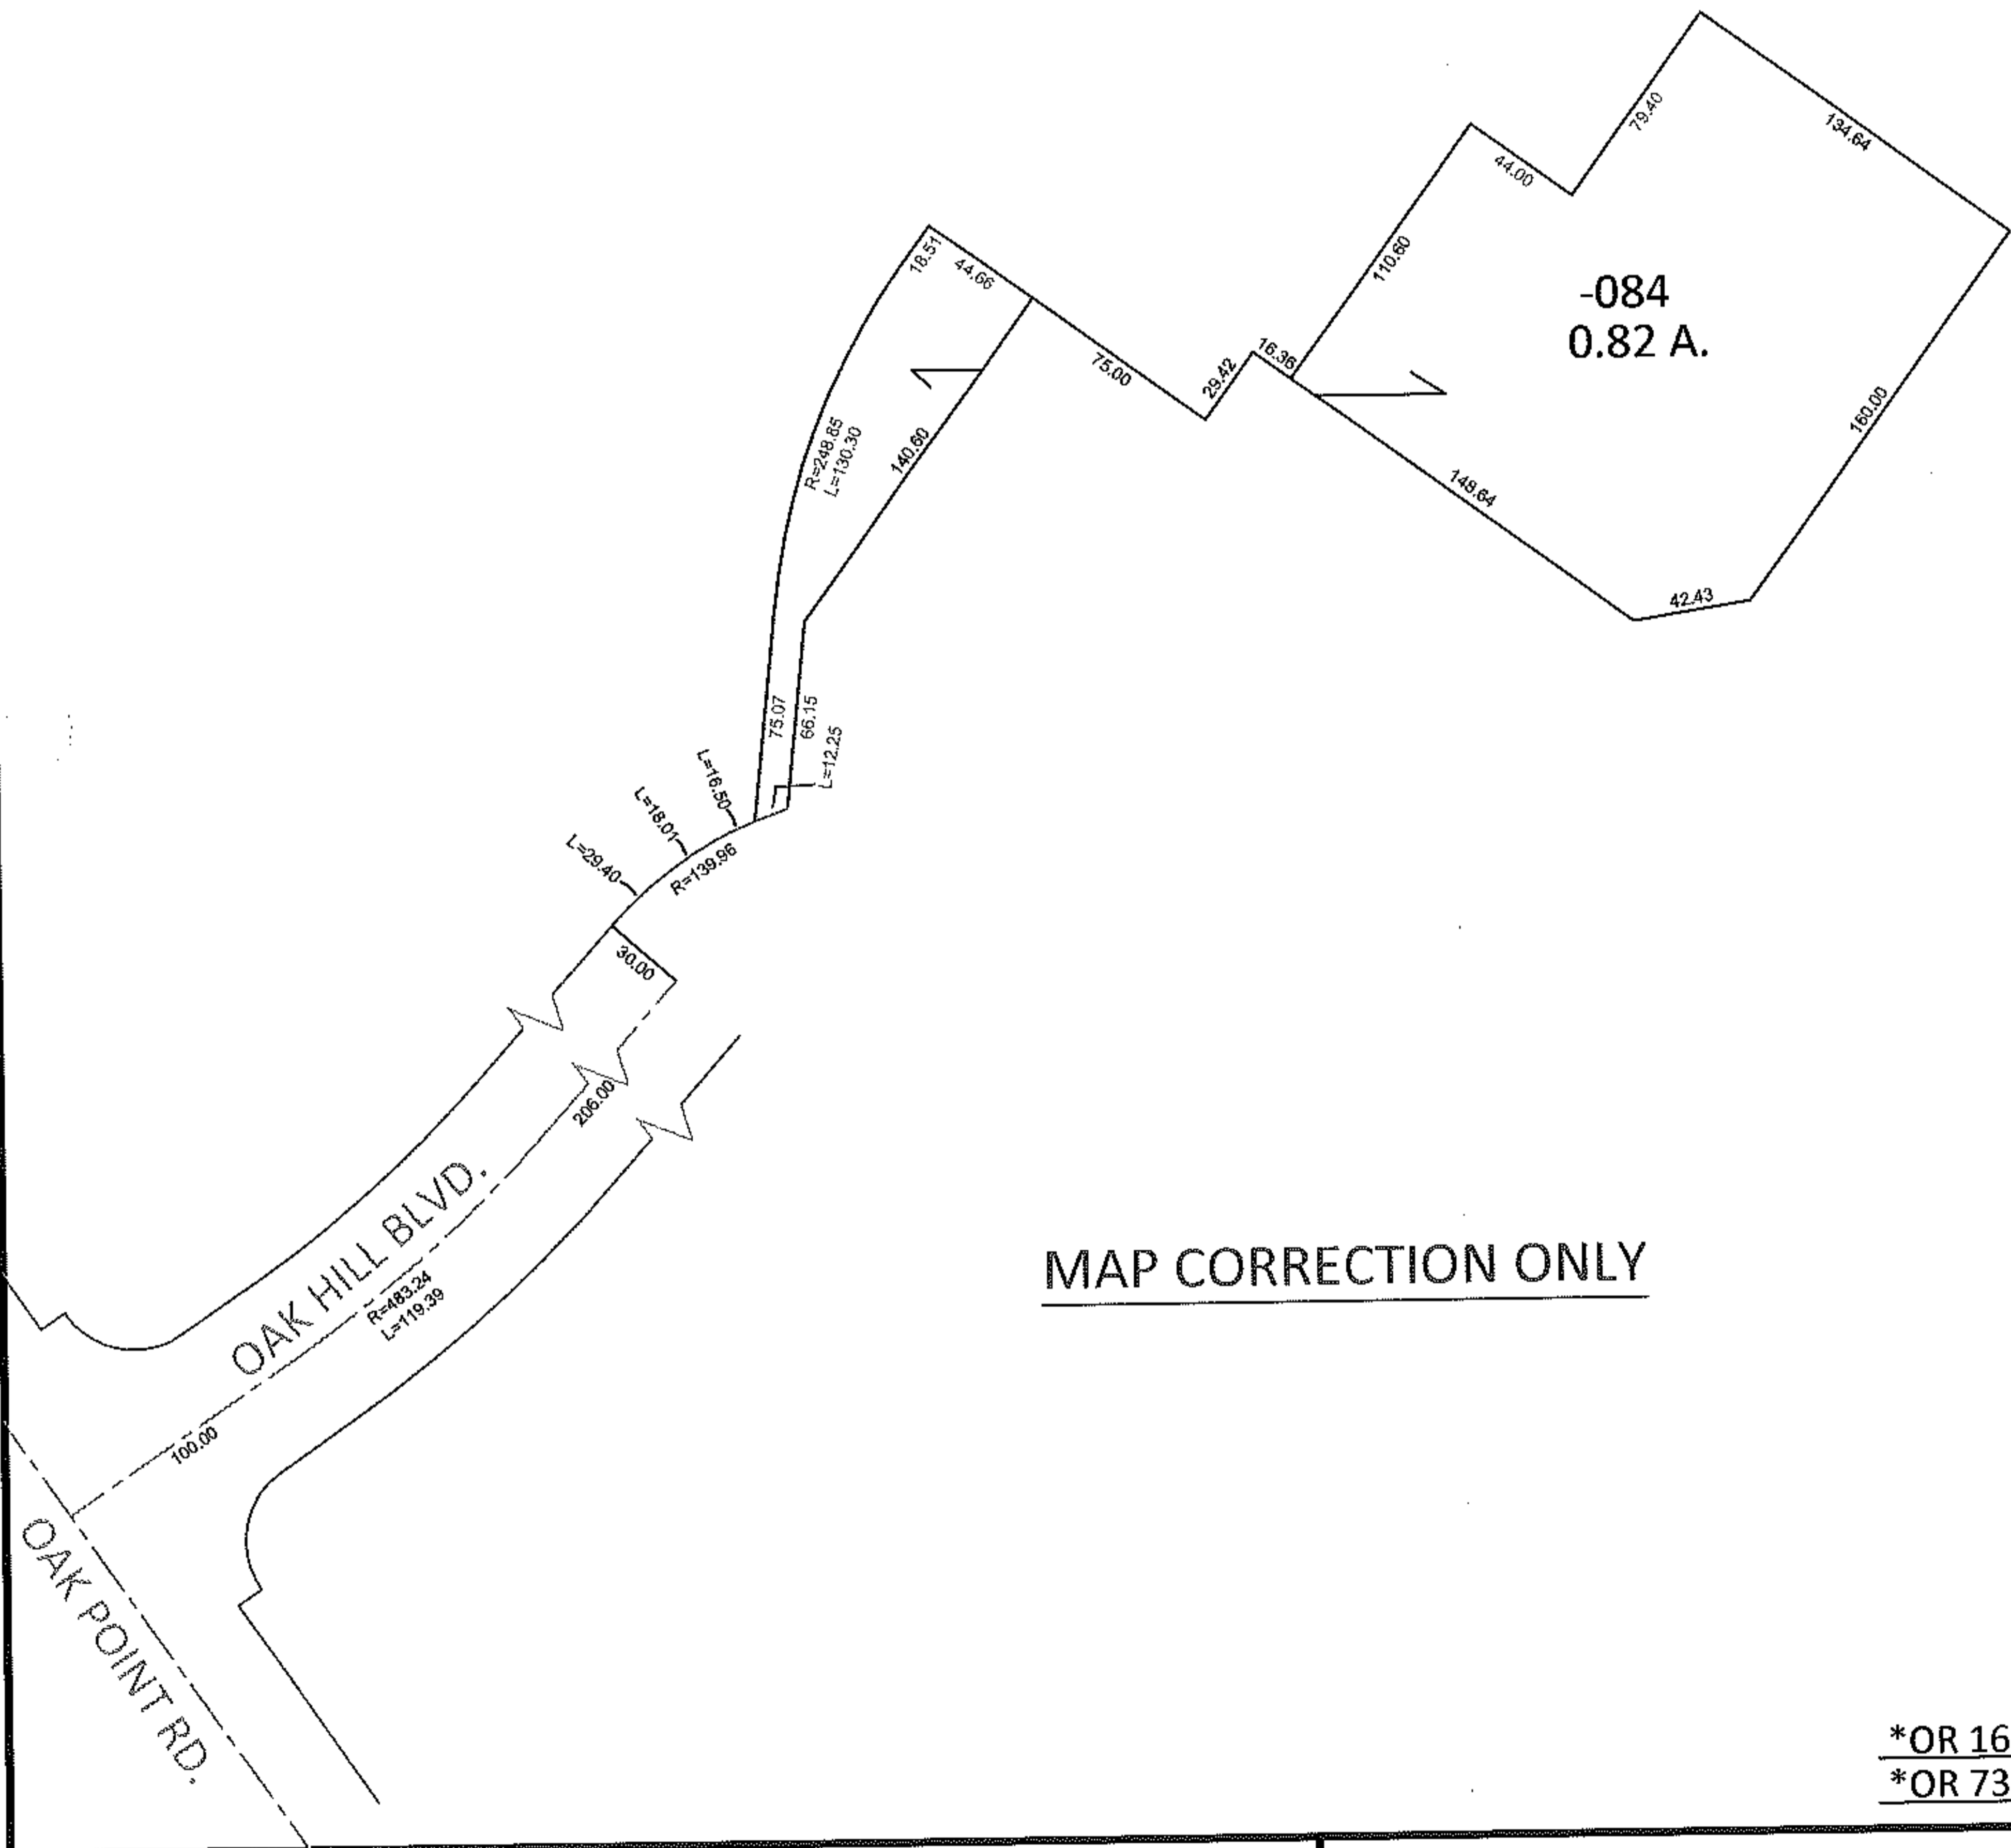 79.40
134.64
44.00
110.60
-084
0.82 A.
18.51
44.66
75.00
29.42
16.36
160.00
R=248.85
L=130.30
140.60
148.64
42.43
75.07
66.15
L=12.25
L=16.50
L=18.01
L=29.40
R=139.96
30.00
206.00
OAK HILL BLVD.
R=483.24
L=119.39
MAP CORRECTION ONLY
100.00
OAK POINT RD.
*OR 16
*OR 73